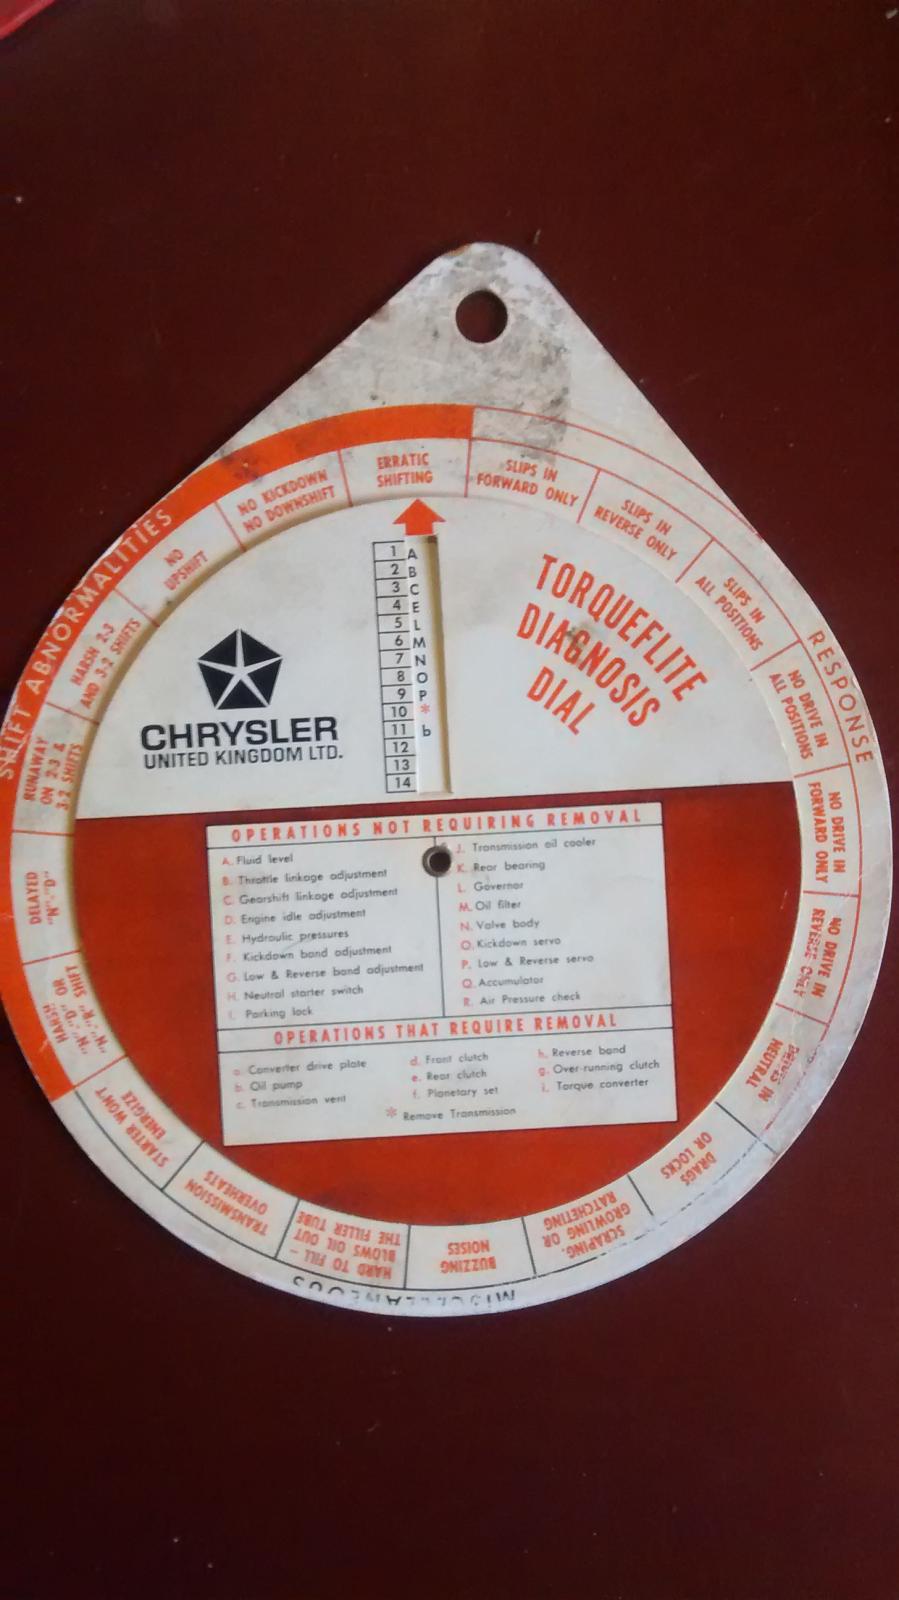 SHIFT ABNORMALITIES
HARSH
"N"-"D" OR
"N"-"R" SHIFT
DELAYED
"N"-"D"
RUNAWAY
ON 2-3 &
3-2 SHIFTS
HARSH 2-3
AND 3-2 SHIFTS
NO
UPSHIFT
NO KICKDOWN
NO DOWNSHIFT
ERRATIC
SHIFTING
RESPONSE
SLIPS IN
FORWARD ONLY
SLIPS IN
REVERSE ONLY
SLIPS IN
ALL POSITIONS
NO DRIVE IN
ALL POSITIONS
NO DRIVE IN
FORWARD ONLY
NO DRIVE IN
REVERSE ONLY
DRIVES IN
NEUTRAL
MISCELLANEOUS
DRAGS
OR LOCKS
SCRAPING,
GROWLING OR
RATCHETING
BUZZING
NOISES
HARD TO FILL –
BLOWS OIL OUT
THE FILLER TUBE
TRANSMISSION
OVERHEATS
STARTER WON'T
ENERGIZE
1 A
2 B
3 C
4 E
5 L
6 M
7 N
8 O
9 P
10 *
11 b
12
13
14
CHRYSLER
UNITED KINGDOM LTD.
TORQUEFLITE
DIAGNOSIS
DIAL
OPERATIONS NOT REQUIRING REMOVAL
A. Fluid level
B. Throttle linkage adjustment
C. Gearshift linkage adjustment
D. Engine idle adjustment
E. Hydraulic pressures
F. Kickdown band adjustment
G. Low & Reverse band adjustment
H. Neutral starter switch
I. Parking lock
J. Transmission oil cooler
K. Rear bearing
L. Governor
M. Oil filter
N. Valve body
O. Kickdown servo
P. Low & Reverse servo
Q. Accumulator
R. Air Pressure check
OPERATIONS THAT REQUIRE REMOVAL
a. Converter drive plate
b. Oil pump
c. Transmission vent
d. Front clutch
e. Rear clutch
f. Planetary set
h. Reverse band
g. Over-running clutch
i. Torque converter
* Remove Transmission